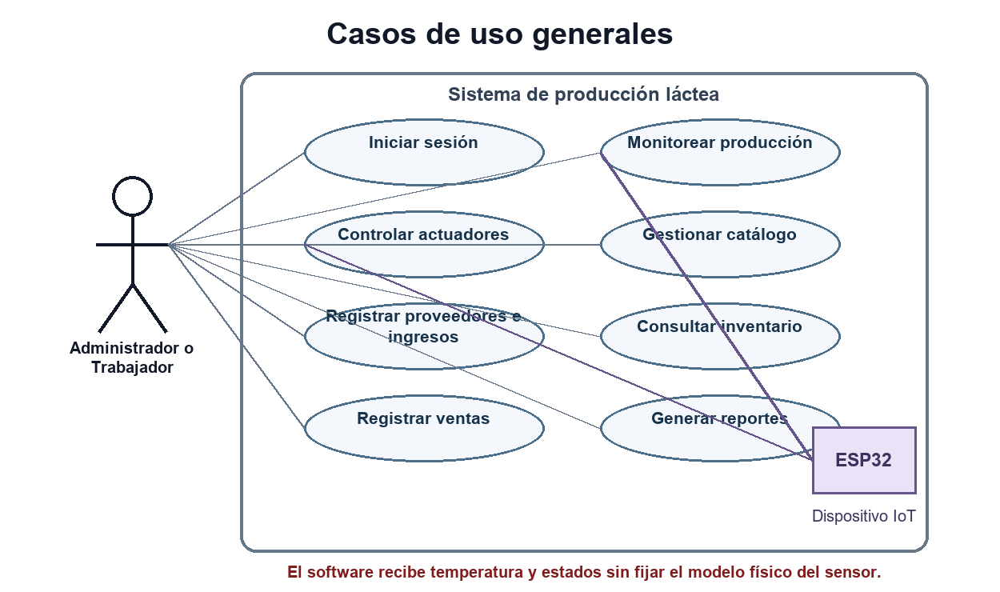 Casos de uso generales
Sistema de producción láctea
Iniciar sesión
Monitorear producción
Controlar actuadores
Gestionar catálogo
Registrar proveedores e
ingresos
Consultar inventario
Administrador o
Trabajador
Registrar ventas
Generar reportes
ESP32
Dispositivo IoT
El software recibe temperatura y estados sin fijar el modelo físico del sensor.